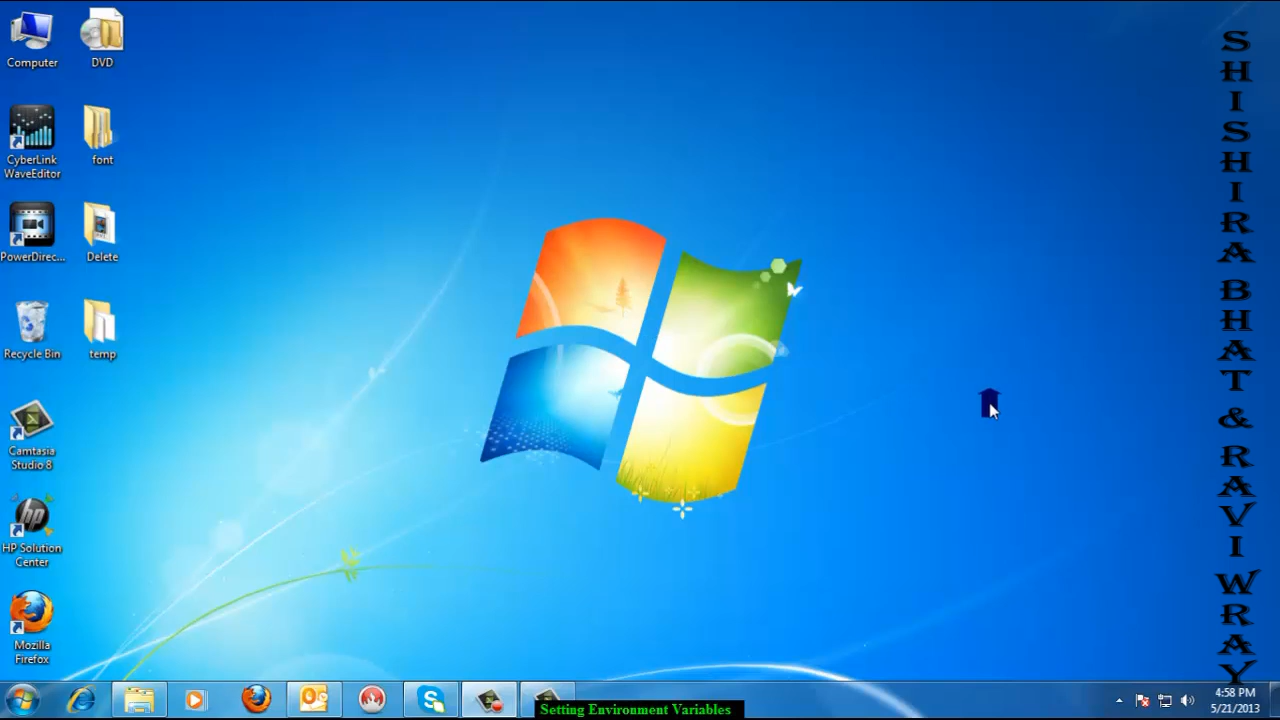 Computer
DVD
CyberLink
WaveEditor
font
PowerDirec...
Delete
Recycle Bin
temp
Camtasia
Studio 8
hp
HP Solution
Center
Mozilla
Firefox
SHISHIRA BHAT & RAVI WRAY
4:58 PM
5/21/2013
Setting Environment Variables